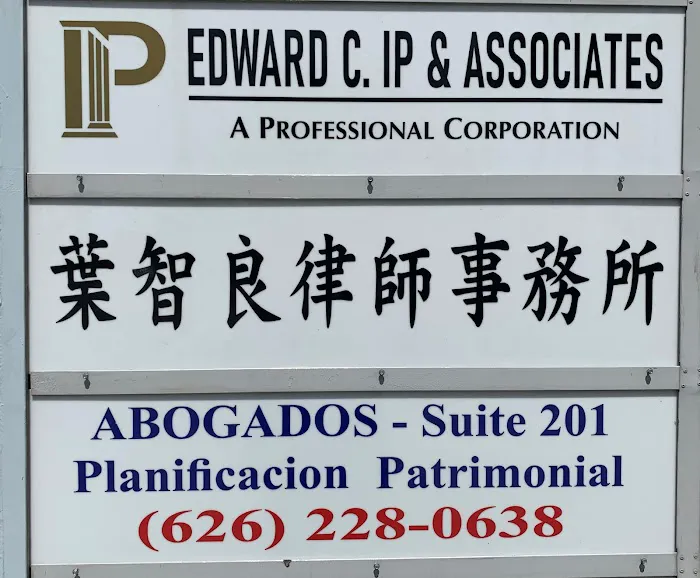 EDWARD C. IP & ASSOCIATES
A PROFESSIONAL CORPORATION
葉智良律師事務所
ABOGADOS - Suite 201
Planificacion Patrimonial
(626) 228-0638